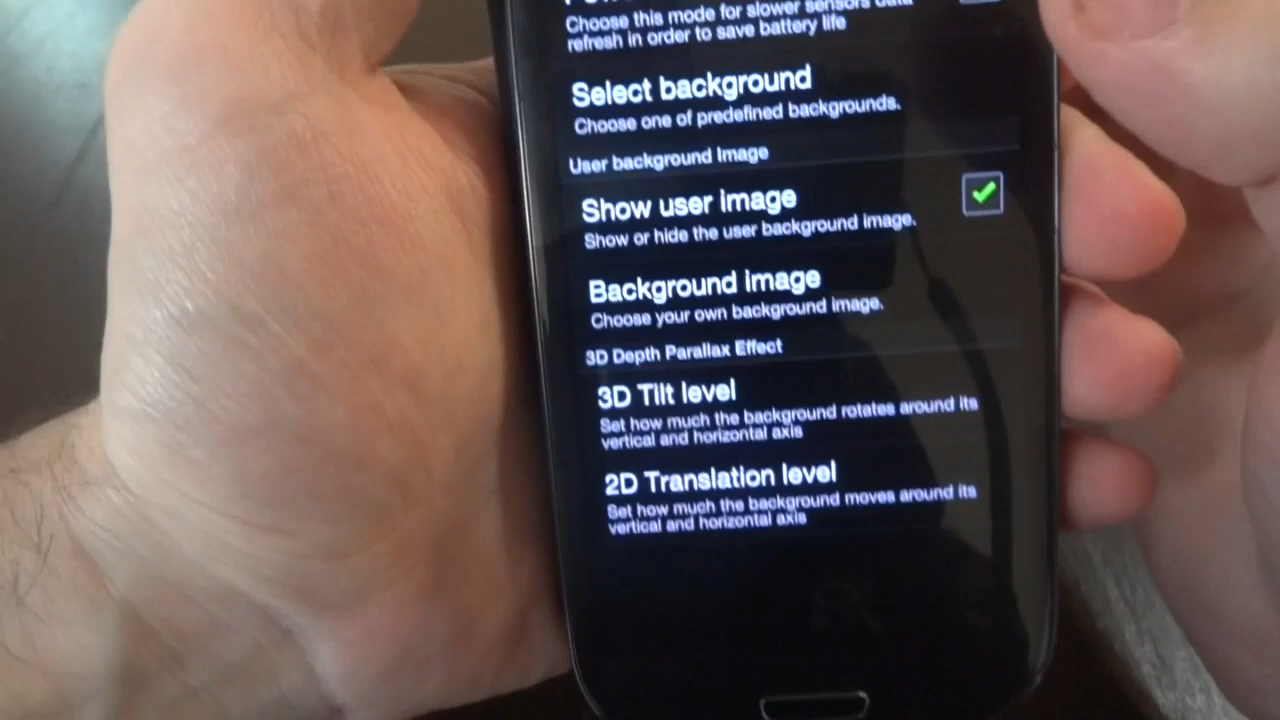 Choose this mode for slower sensors data
refresh in order to save battery life
Select background
Choose one of predefined backgrounds.
User background Image
Show user image
Show or hide the user background image.
Background image
Choose your own background image.
3D Depth Parallax Effect
3D Tilt level
Set how much the background rotates around its
vertical and horizontal axis
2D Translation level
Set how much the background moves around its
vertical and horizontal axis